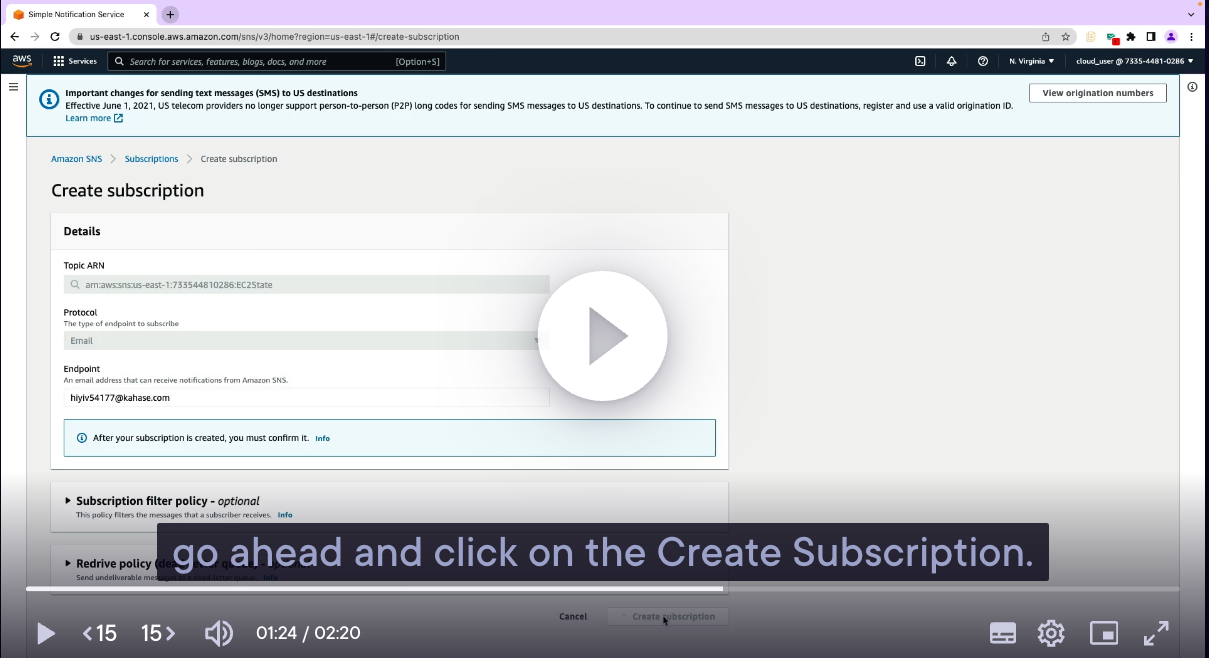 Simple Notification Service
us-east-1.console.aws.amazon.com/sns/v3/home?region=us-east-1#/create-subscription
aws
Services
Search for services, features, blogs, docs, and more
[Option+S]
N. Virginia
cloud_user @ 7335-4481-0286
Important changes for sending text messages (SMS) to US destinations
Effective June 1, 2021, US telecom providers no longer support person-to-person (P2P) long codes for sending SMS messages to US destinations. To continue to send SMS messages to US destinations, register and use a valid origination ID.
Learn more
View origination numbers
Amazon SNS
Subscriptions
Create subscription
Create subscription
Details
Topic ARN
arn:aws:sns:us-east-1:733544810286:EC2State
Protocol
The type of endpoint to subscribe
Email
Endpoint
An email address that can receive notifications from Amazon SNS.
hiyiv54177@kahase.com
After your subscription is created, you must confirm it. Info
Subscription filter policy - optional
This policy filters the messages that a subscriber receives. Info
go ahead and click on the Create Subscription.
Redrive policy
Send undeliverable
Cancel
Create subscription
15
15
01:24 / 02:20